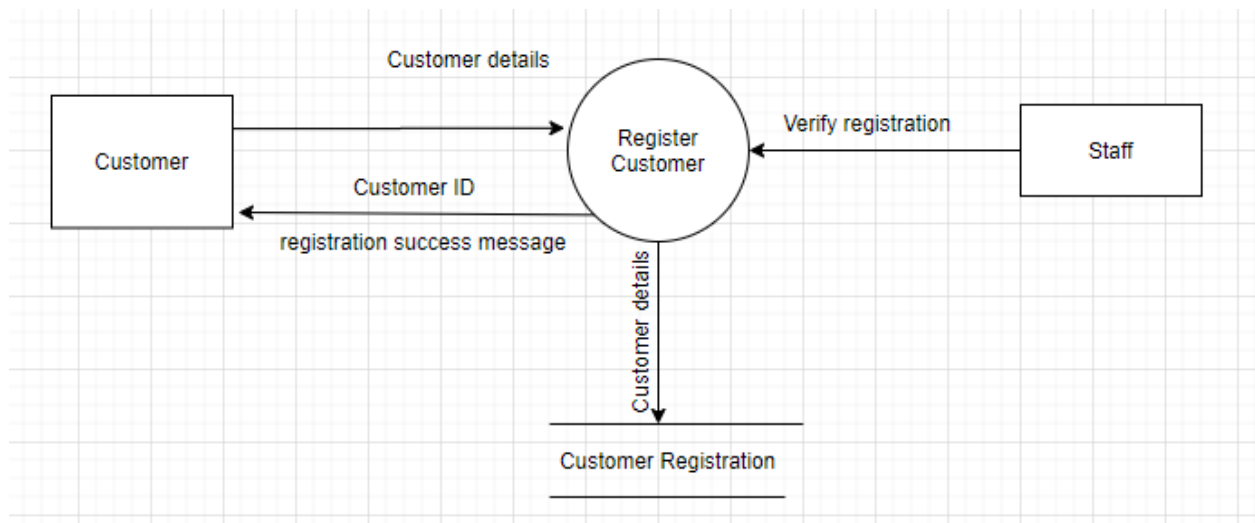 Customer details
Customer
Register
Customer
Verify registration
Staff
Customer ID
registration success message
Customer details
Customer Registration